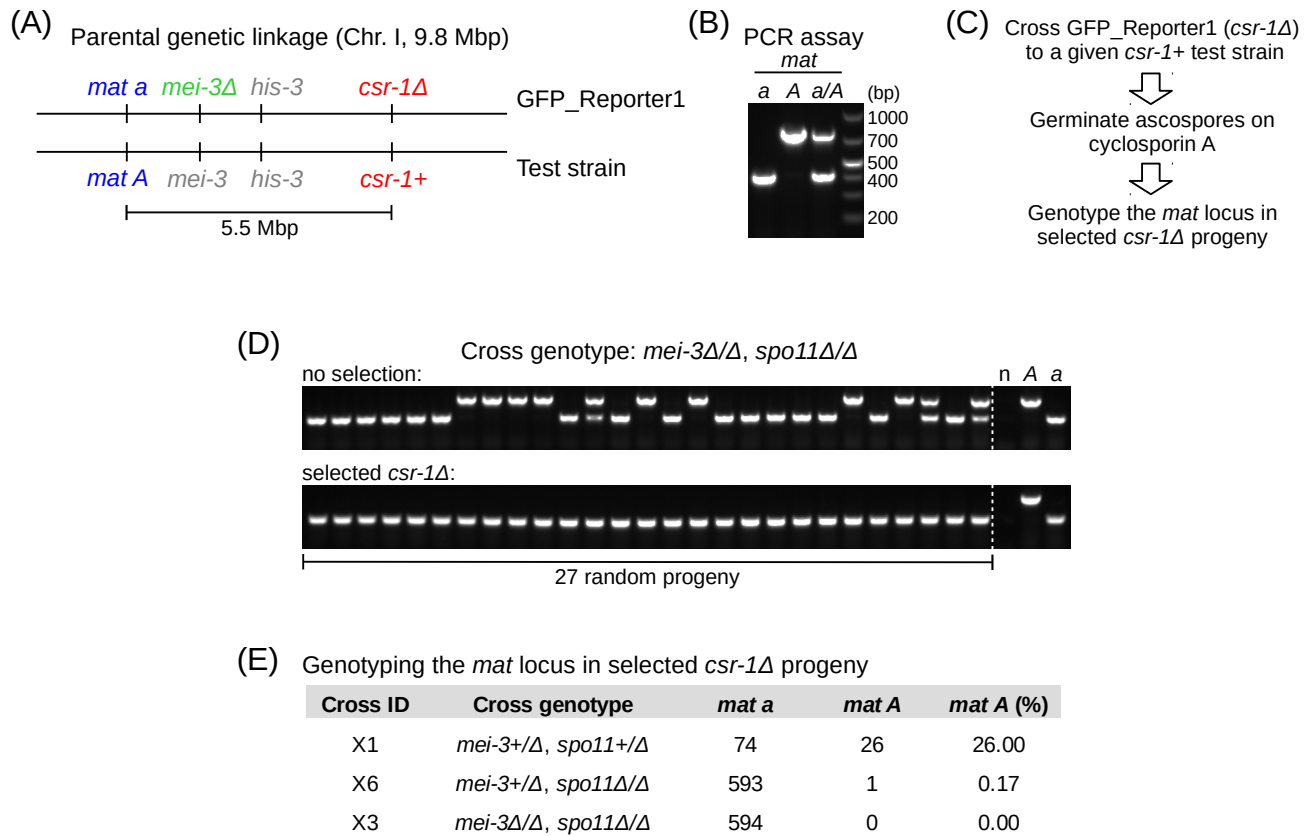 (A)
Parental genetic linkage (Chr. I, 9.8 Mbp)
mat a mei-3Δ his-3 csr-1Δ
GFP_Reporter1
Test strain
mat A mei-3 his-3 csr-1+
5.5 Mbp
(B)
PCR assay
mat
a A a/A (bp)
1000
700
500
400
200
(C)
Cross GFP_Reporter1 (csr-1Δ)
to a given csr-1+ test strain
Germinate ascospores on
cyclosporin A
Genotype the mat locus in
selected csr-1Δ progeny
(D)
Cross genotype: mei-3Δ/Δ, spo11Δ/Δ
no selection: n A a
selected csr-1Δ:
27 random progeny
(E) Genotyping the mat locus in selected csr-1Δ progeny
Cross ID Cross genotype mat a mat A mat A (%)
X1 mei-3+/Δ, spo11+/Δ 74 26 26.00
X6 mei-3+/Δ, spo11Δ/Δ 593 1 0.17
X3 mei-3Δ/Δ, spo11Δ/Δ 594 0 0.00